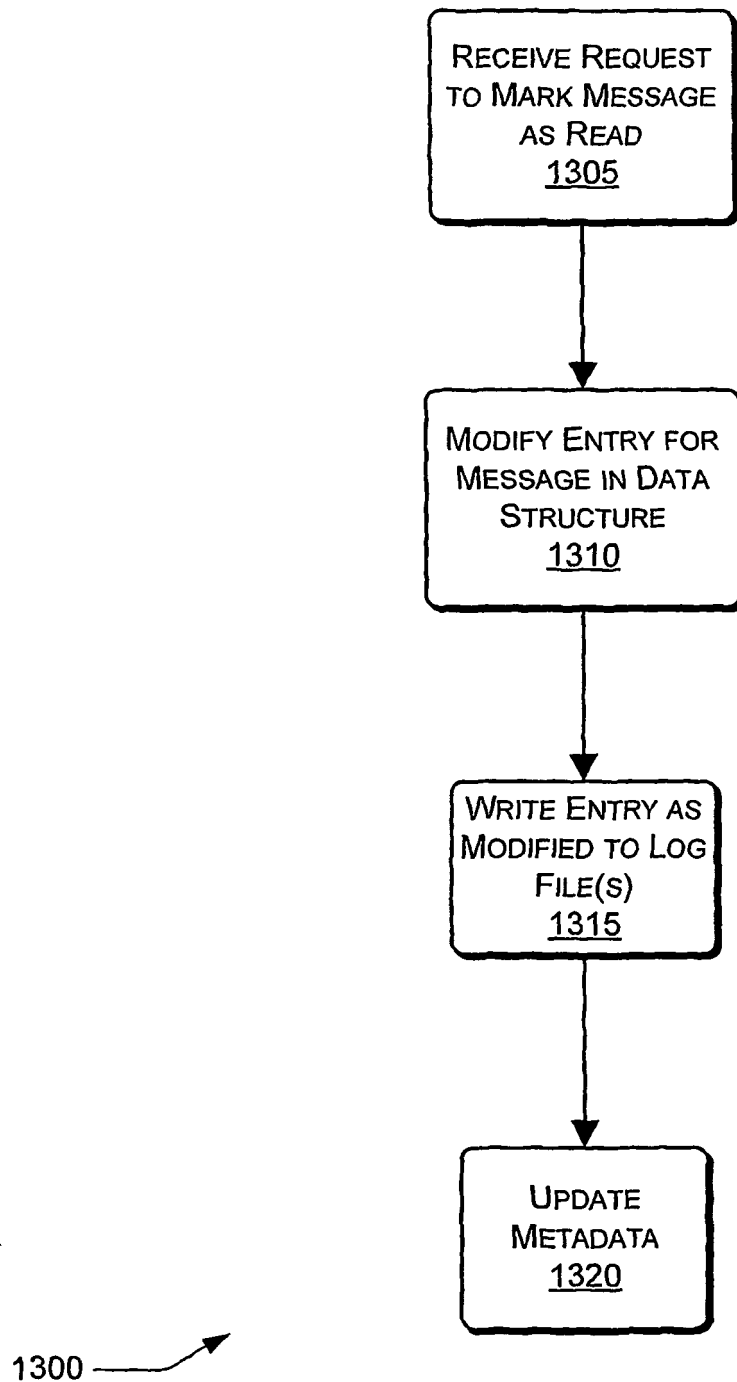 RECEIVE REQUEST
TO MARK MESSAGE
AS READ
1305
MODIFY ENTRY FOR
MESSAGE IN DATA
STRUCTURE
1310
WRITE ENTRY AS
MODIFIED TO LOG
FILE(S)
1315
UPDATE
METADATA
1320
1300